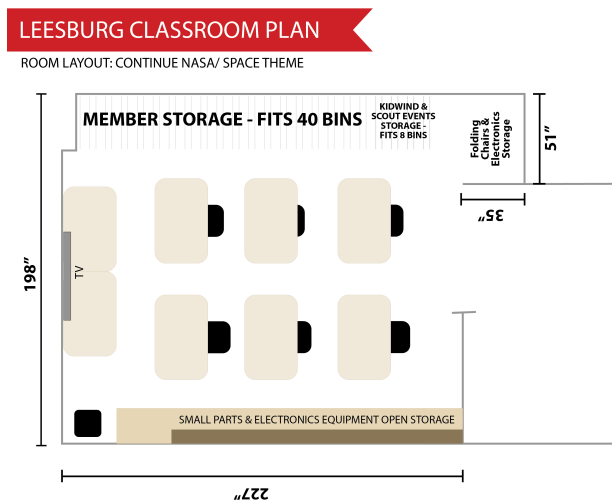 LEESBURG CLASSROOM PLAN
ROOM LAYOUT: CONTINUE NASA/ SPACE THEME
MEMBER STORAGE - FITS 40 BINS
KIDWIND &
SCOUT EVENTS
STORAGE -
FITS 8 BINS
Folding
Chairs &
Electronics
Storage
51"
35"
198"
TV
SMALL PARTS & ELECTRONICS EQUIPMENT OPEN STORAGE
227"